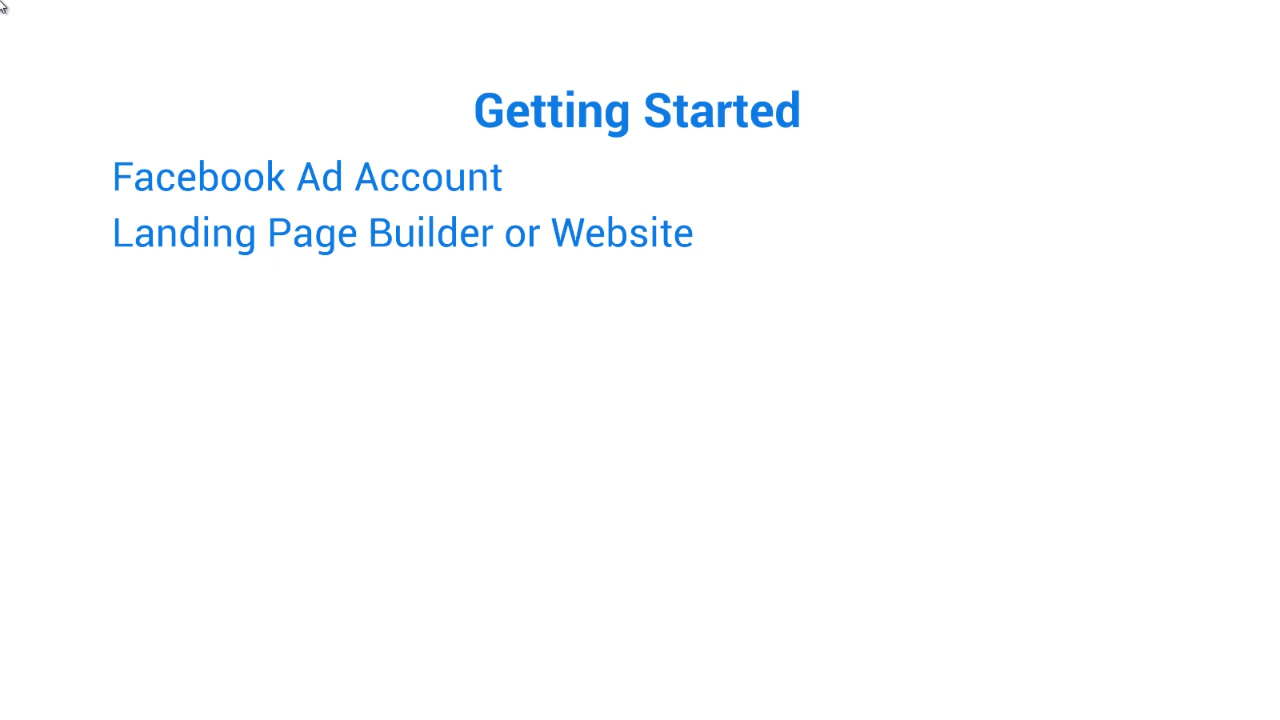 Getting Started
Facebook Ad Account
Landing Page Builder or Website